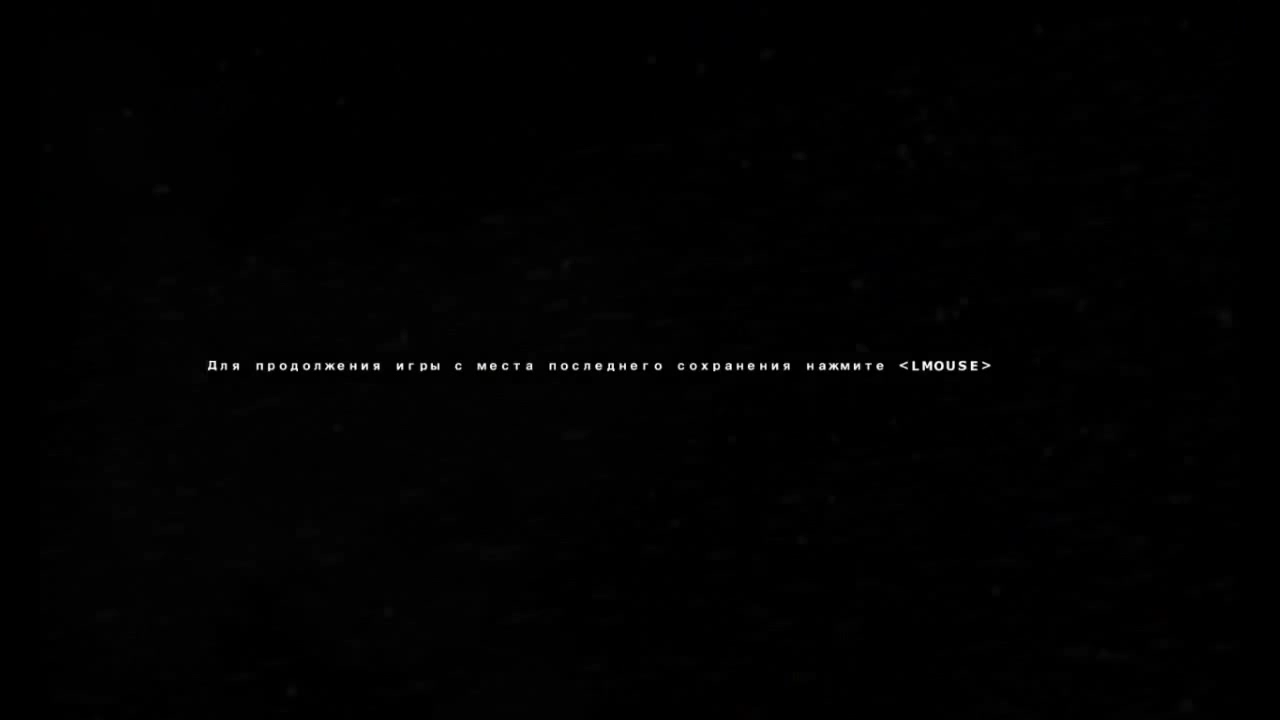 Для продолжения игры с места последнего сохранения нажмите <LMOUSE>